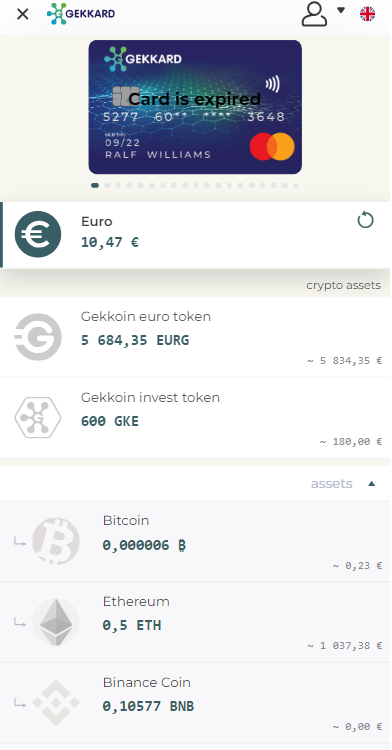 GEKKARD
GEKKARD
Card is expired
5277 60** **** 3648
09/22
RALF WILLIAMS
Euro
10,47 €
crypto assets
Gekkoin euro token
5 684,35 EURG
~ 5 834,35 €
Gekkoin invest token
600 GKE
~ 180,00 €
assets
Bitcoin
0,000006 ₿
~ 0,23 €
Ethereum
0,5 ETH
~ 1 037,38 €
Binance Coin
0,10577 BNB
~ 0,00 €